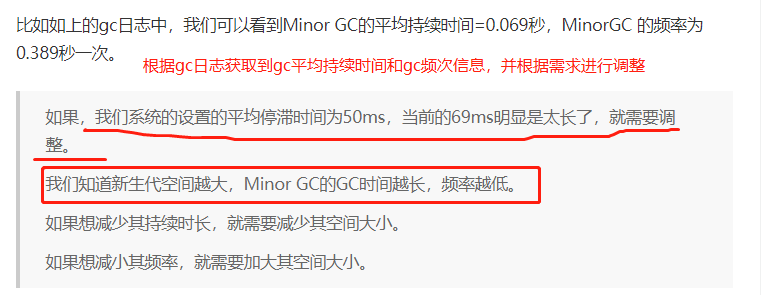 比如如上的gc日志中，我们可以看到Minor GC的平均持续时间=0.069秒，MinorGC 的频率为
0.389秒一次。
根据gc日志获取到gc平均持续时间和gc频次信息，并根据需求进行调整
如果，我们系统的设置的平均停滞时间为50ms，当前的69ms明显是太长了，就需要调
整。
我们知道新生代空间越大，Minor GC的GC时间越长，频率越低。
如果想减少其持续时长，就需要减少其空间大小。
如果想减小其频率，就需要加大其空间大小。